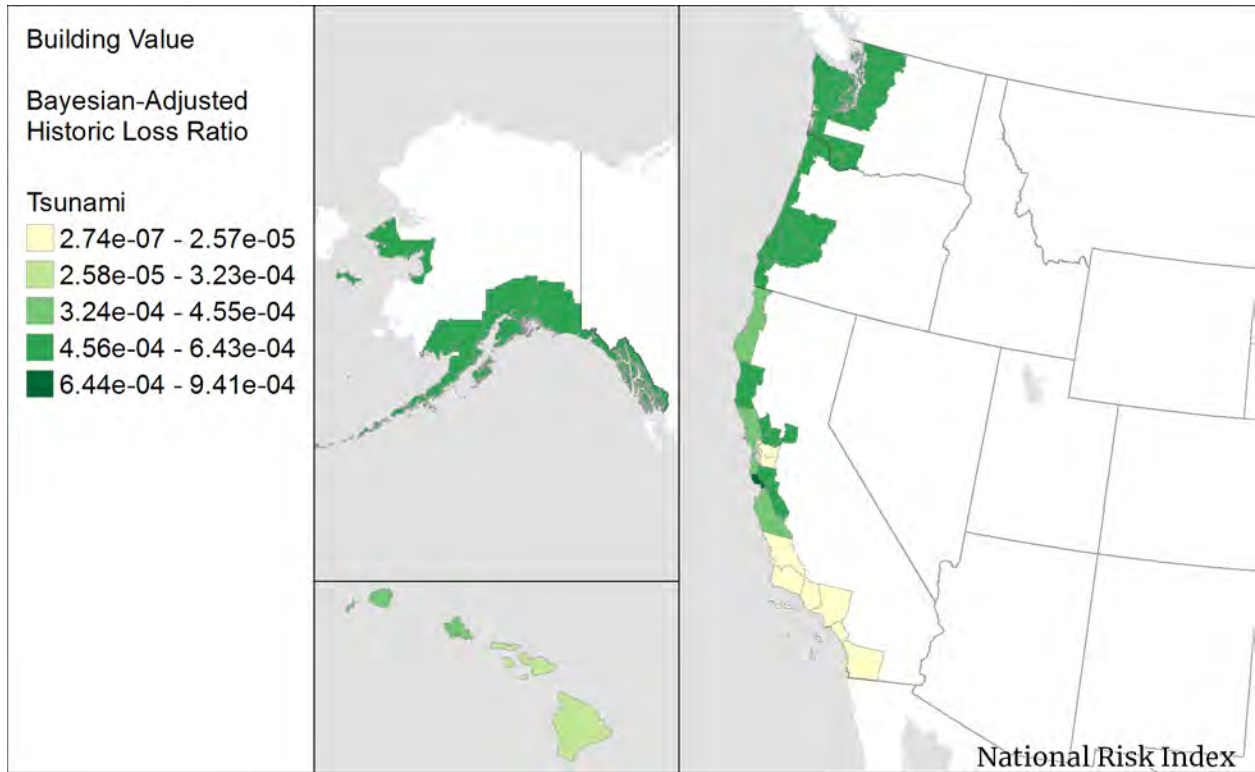 Building Value
Bayesian-Adjusted
Historic Loss Ratio
Tsunami
2.74e-07 - 2.57e-05
2.58e-05 - 3.23e-04
3.24e-04 - 4.55e-04
4.56e-04 - 6.43e-04
6.44e-04 - 9.41e-04
National Risk Index